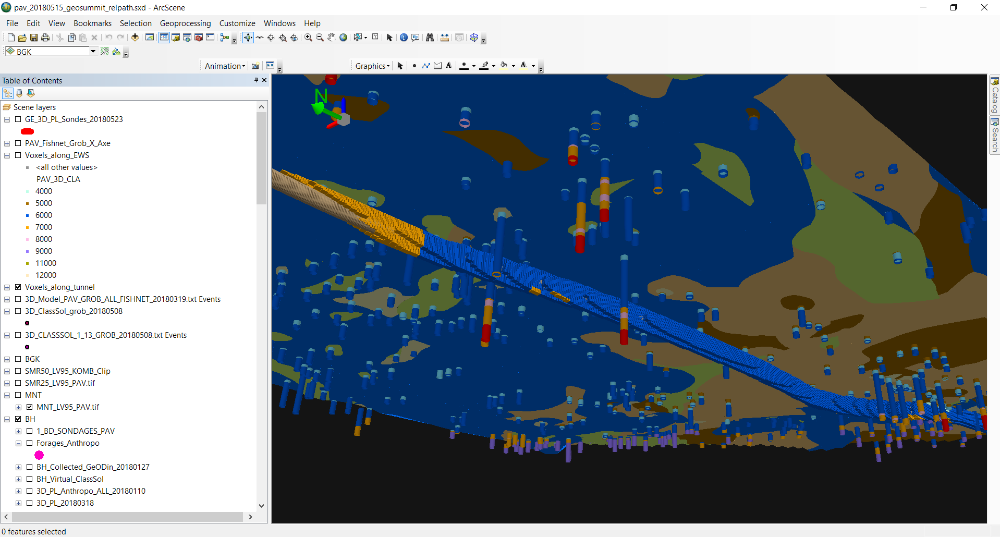 pav_20180515_geosummit_relpath.sxd - ArcScene
File Edit View Bookmarks Selection Geoprocessing Customize Windows Help
BGK
Animation Graphics A A
Table of Contents
Scene layers
GE_3D_PL_Sondes_20180523
PAV_Fishnet_Grob_X_Axe
Voxels_along_EWS
<all other values>
PAV_3D_CLA
4000
5000
6000
7000
8000
9000
11000
12000
Voxels_along_tunnel
3D_Model_PAV_GROB_ALL_FISHNET_20180319.txt Events
3D_ClassSol_grob_20180508
3D_CLASSSOL_1_13_GROB_20180508.txt Events
BGK
SMR50_LV95_KOMB_Clip
SMR25_LV95_PAV.tif
MNT
MNT_LV95_PAV.tif
BH
1_BD_SONDAGES_PAV
Forages_Anthropo
BH_Collected_GeODin_20180127
BH_Virtual_ClassSol
3D_PL_Anthropo_ALL_20180110
3D_PL_20180318
0 features selected
N
Catalog
Search